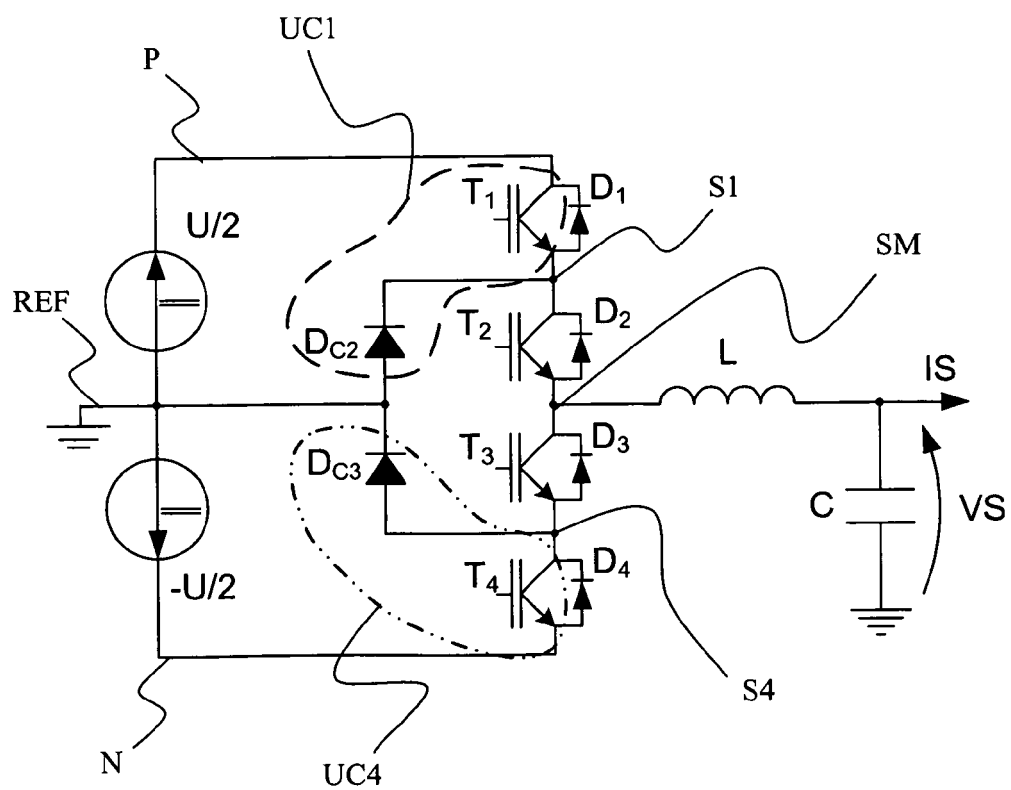 UC1
P
T1
D1
S1
U/2
SM
REF
DC2
T2
D2
L
IS
DC3
T3
D3
C
VS
-U/2
T4
D4
S4
N
UC4